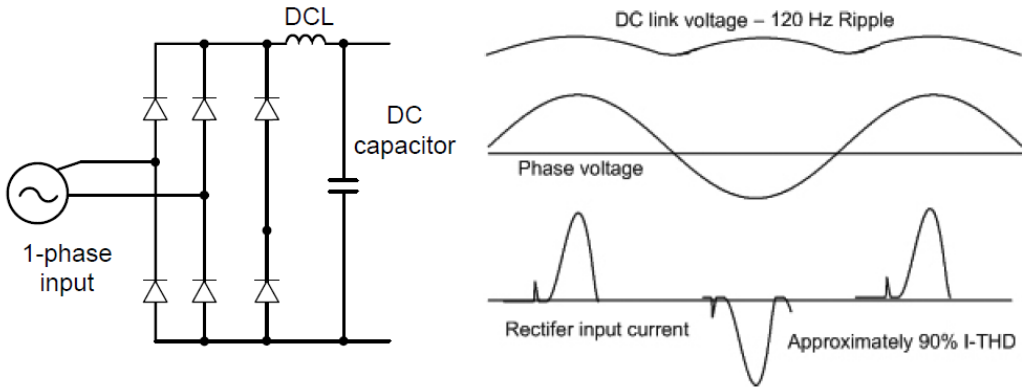 DCL
DC
capacitor
1-phase
input
DC link voltage – 120 Hz Ripple
Phase voltage
Rectifer input current
Approximately 90% I-THD